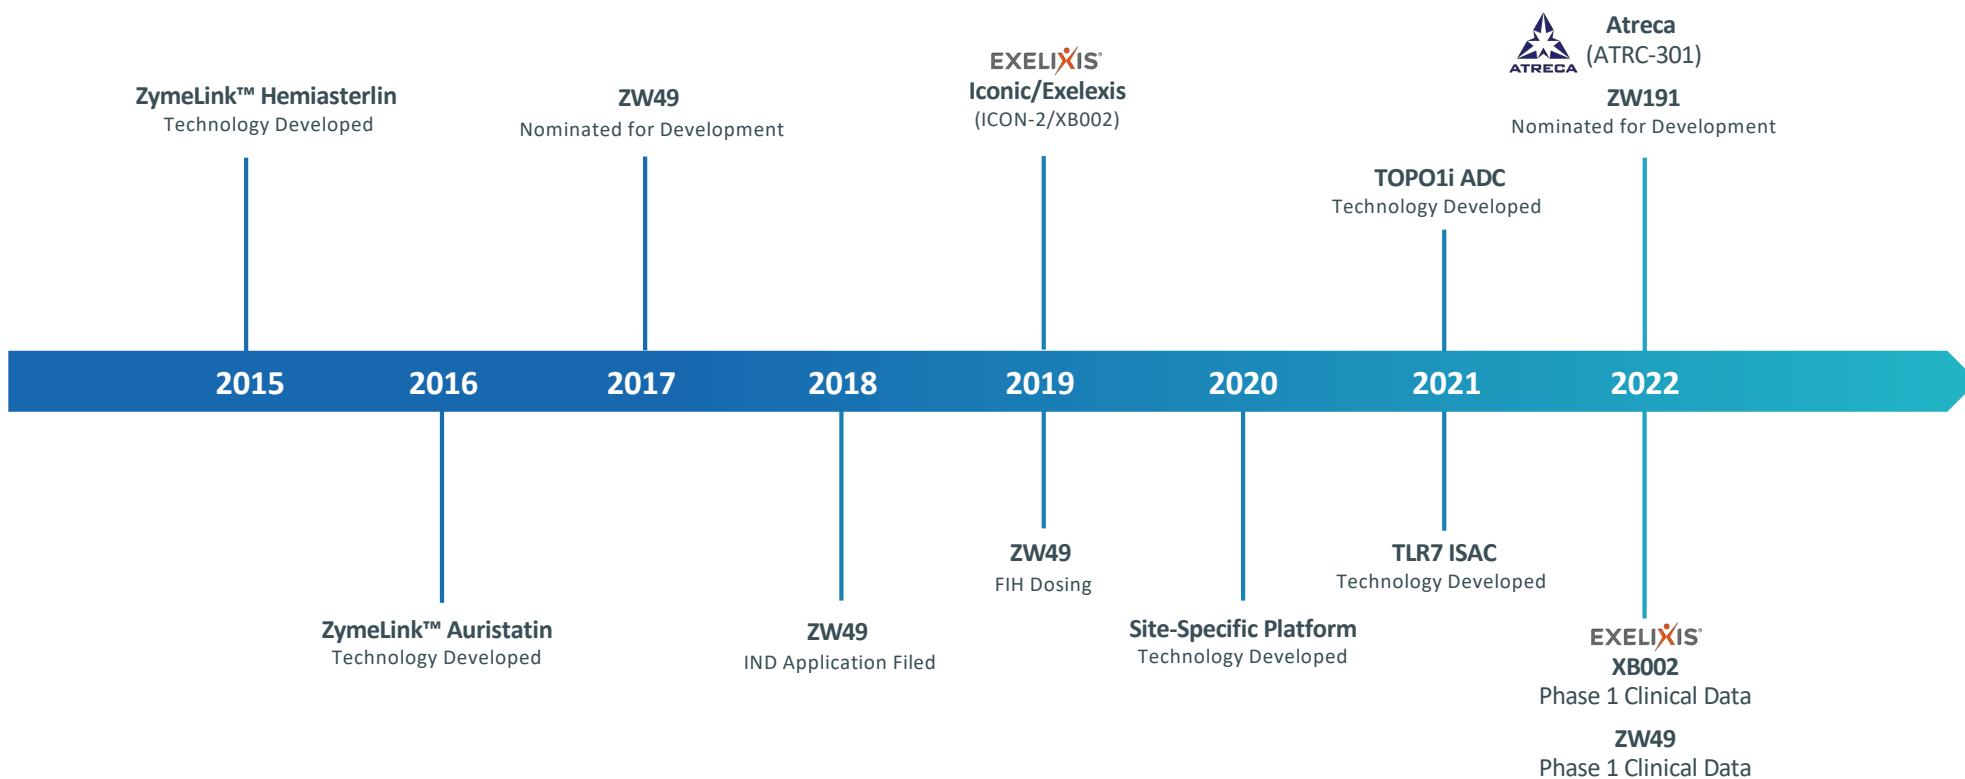 ZymeLink™ Hemiasterlin
Technology Developed
ZW49
Nominated for Development
EXELIXIS®
Iconic/Exelexis
(ICON-2/XB002)
TOPO1i ADC
Technology Developed
ATRECA
Atreca
(ATRC-301)
ZW191
Nominated for Development
2015 2016 2017 2018 2019 2020 2021 2022
ZymeLink™ Auristatin
Technology Developed
ZW49
IND Application Filed
ZW49
FIH Dosing
Site-Specific Platform
Technology Developed
TLR7 ISAC
Technology Developed
EXELIXIS®
XB002
Phase 1 Clinical Data
ZW49
Phase 1 Clinical Data